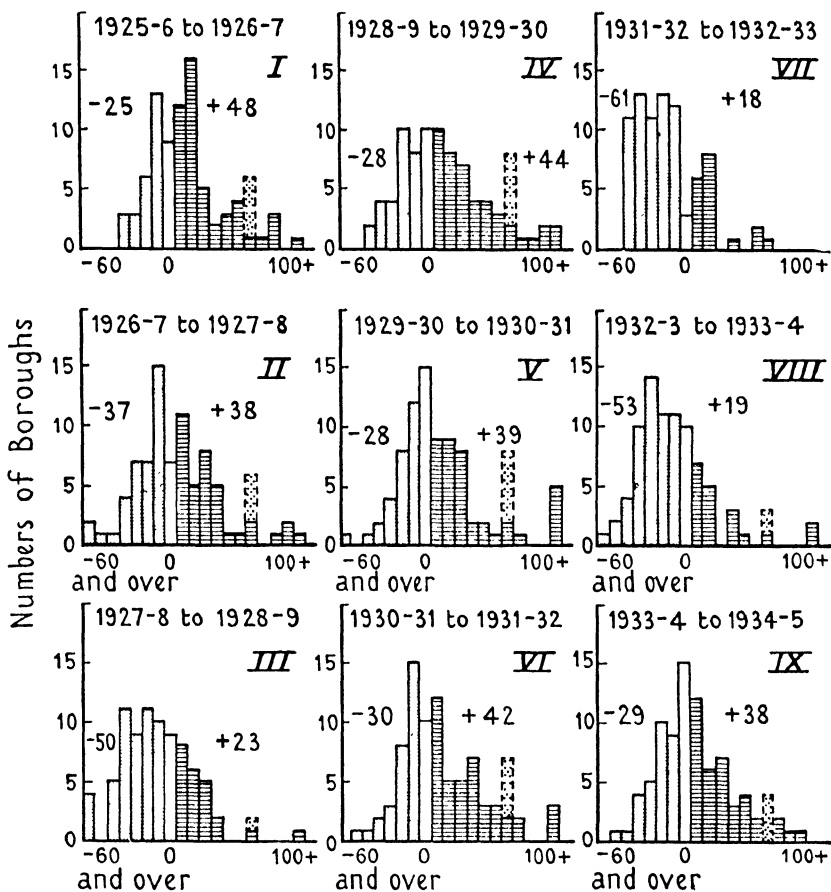 Numbers of Boroughs
1925-6 to 1926-7
I
-25 +48
15
10
5
0
-60 0 100+
1928-9 to 1929-30
IV
-28 +44
15
10
5
0
-60 0 100+
1931-32 to 1932-33
VII
-61 +18
15
10
5
0
-60 0 100+
1926-7 to 1927-8
II
-37 +38
15
10
5
0
-60 0 100+
and over
1929-30 to 1930-31
V
-28 +39
15
10
5
0
-60 0 100+
and over
1932-3 to 1933-4
VIII
-53 +19
15
10
5
0
-60 0 100+
and over
1927-8 to 1928-9
III
-50 +23
15
10
5
0
-60 0 100+
and over
1930-31 to 1931-32
VI
-30 +42
15
10
5
0
-60 0 100+
and over
1933-4 to 1934-5
IX
-29 +38
15
10
5
0
-60 0 100+
and over